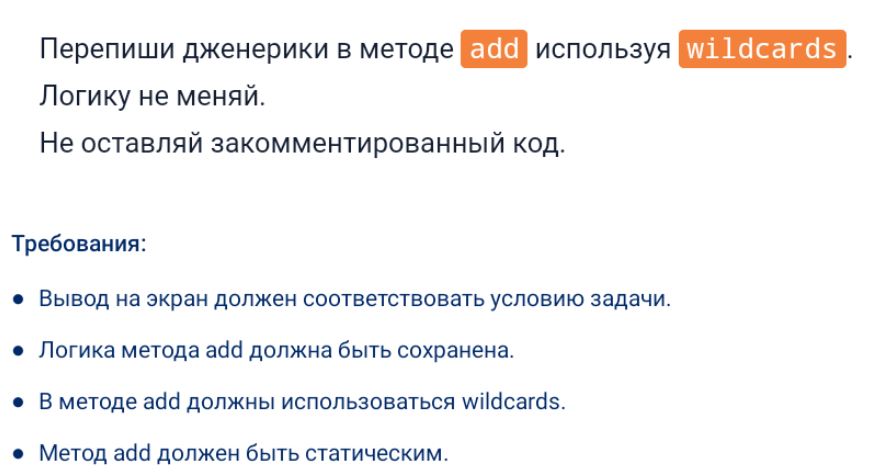 Перепиши дженерики в методе add используя wildcards.
Логику не меняй.
Не оставляй закомментированный код.
Требования:
● Вывод на экран должен соответствовать условию задачи.
● Логика метода add должна быть сохранена.
● В методе add должны использоваться wildcards.
● Метод add должен быть статическим.